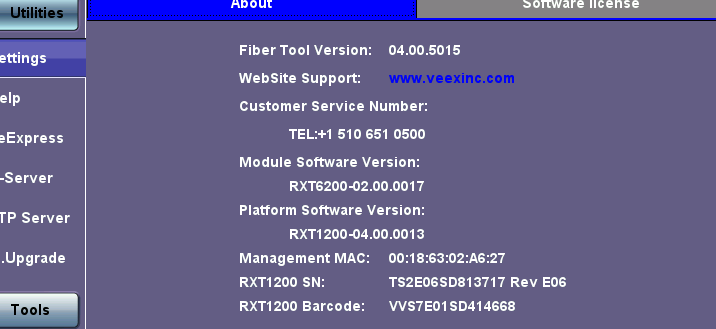 Utilities
About
Software license
ettings
elp
eExpress
-Server
TP Server
.Upgrade
Tools
Fiber Tool Version: 04.00.5015
WebSite Support: www.veexinc.com
Customer Service Number:
TEL:+1 510 651 0500
Module Software Version:
RXT6200-02.00.0017
Platform Software Version:
RXT1200-04.00.0013
Management MAC: 00:18:63:02:A6:27
RXT1200 SN: TS2E06SD813717 Rev E06
RXT1200 Barcode: VVS7E01SD414668